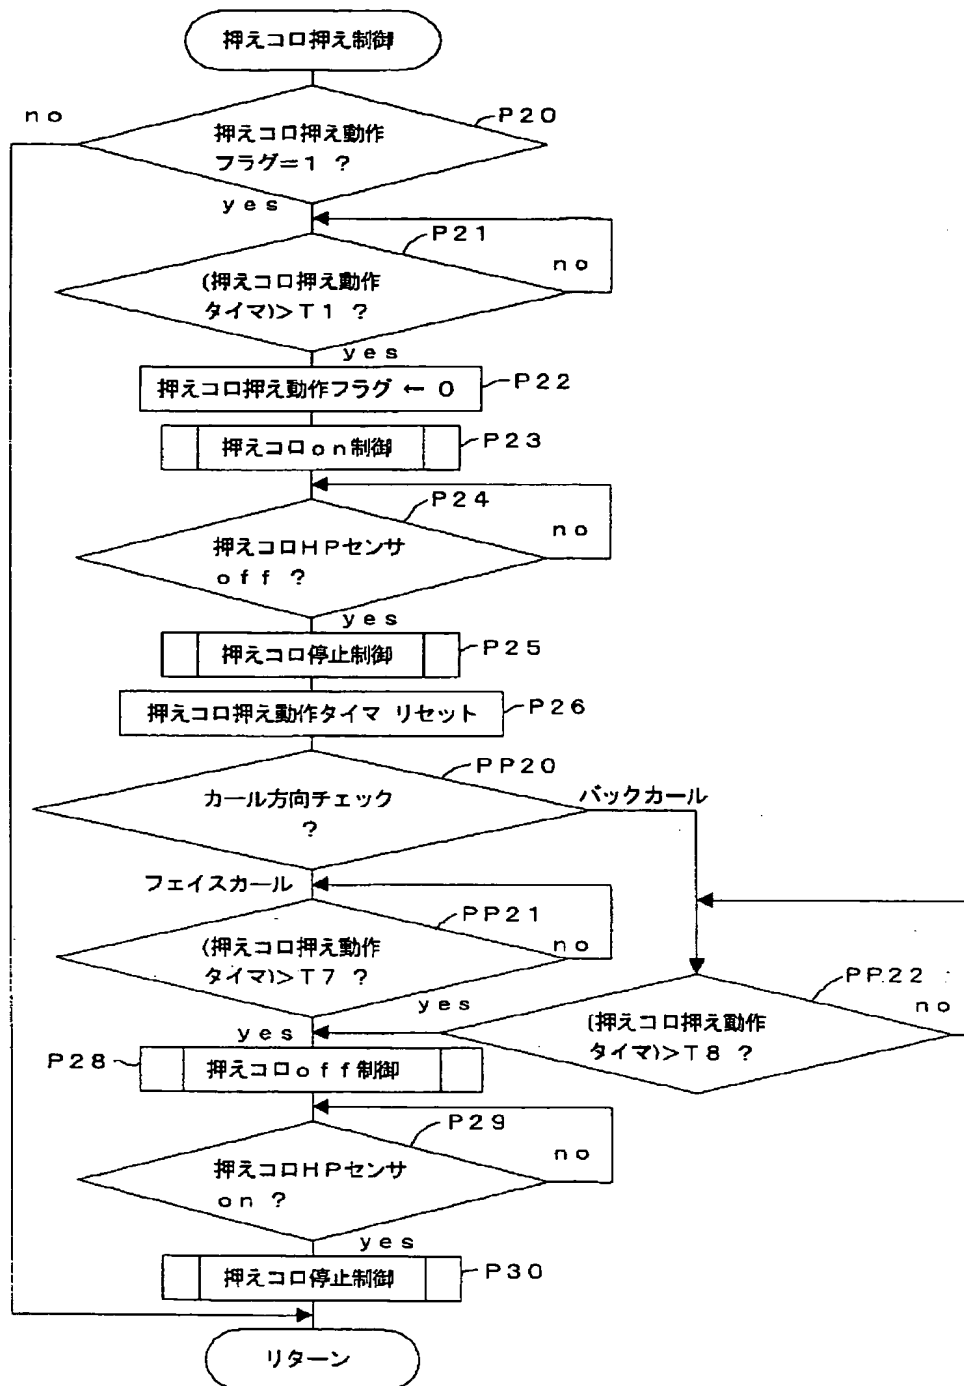 押えコロ押え制御
no
P20
押えコロ押え動作
フラグ=1 ?
yes
P21
no
(押えコロ押え動作
タイマ)>T1 ?
yes
押えコロ押え動作フラグ ← 0
P22
押えコロon制御
P23
P24
no
押えコロHPセンサ
off ?
yes
押えコロ停止制御
P25
押えコロ押え動作タイマ リセット
P26
PP20
カール方向チェック
?
バックカール
フェイスカール
PP21
no
(押えコロ押え動作
タイマ)>T7 ?
yes
yes
PP22
no
(押えコロ押え動作
タイマ)>T8 ?
P28
押えコロoff制御
P29
no
押えコロHPセンサ
on ?
yes
押えコロ停止制御
P30
リターン